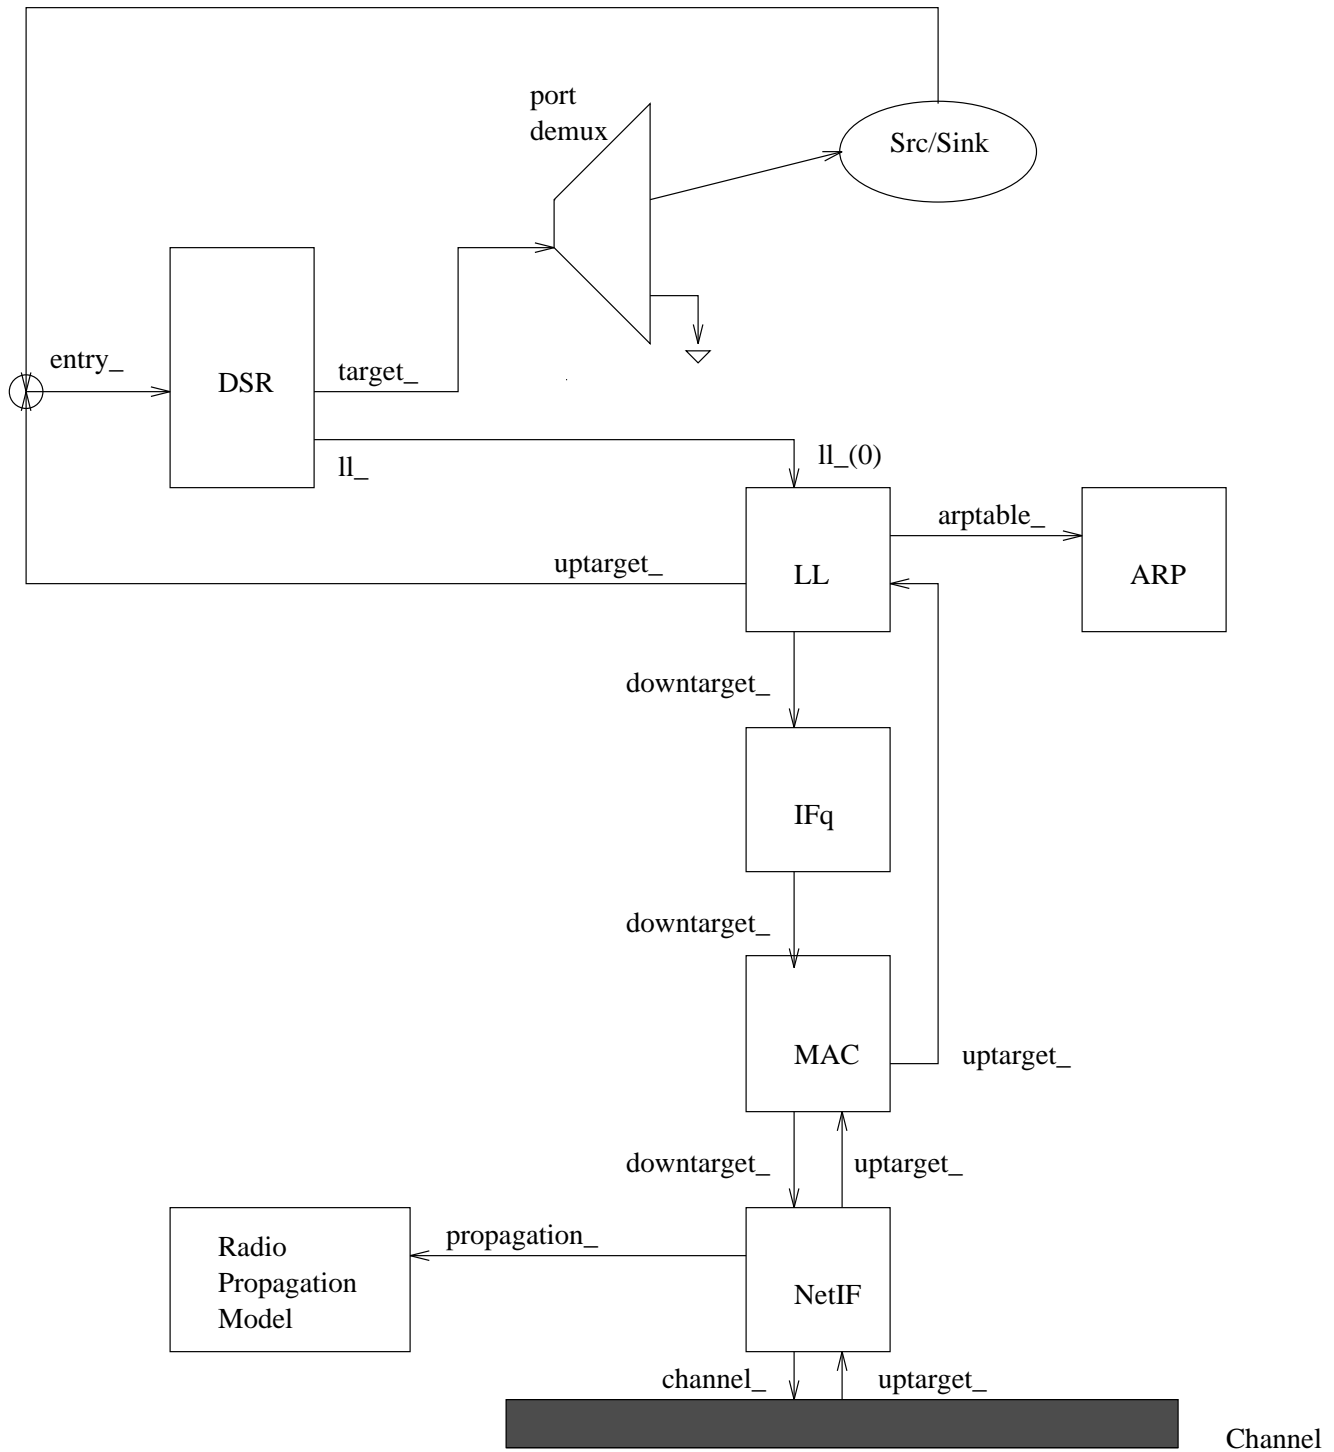 port
demux
Src/Sink
entry_
DSR
target_
ll_
ll_(0)
arptable_
uptarget_
LL
ARP
downtarget_
IFq
downtarget_
MAC
uptarget_
downtarget_
uptarget_
Radio
Propagation
Model
propagation_
NetIF
channel_
uptarget_
Channel